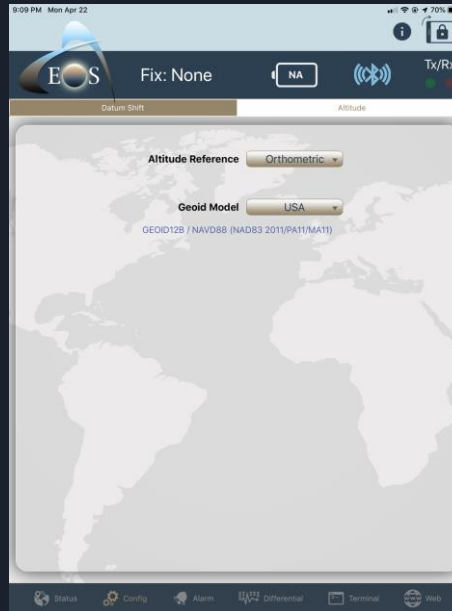 9:09 PM Mon Apr 22
70%
EOS
Fix: None
NA
Tx/Rx
Datum Shift
Altitude
Altitude Reference Orthometric
Geoid Model USA
GEOID12B / NAVD88 (NAD83 2011/PA11/MA11)
Status Config Alarm Differential Terminal Web